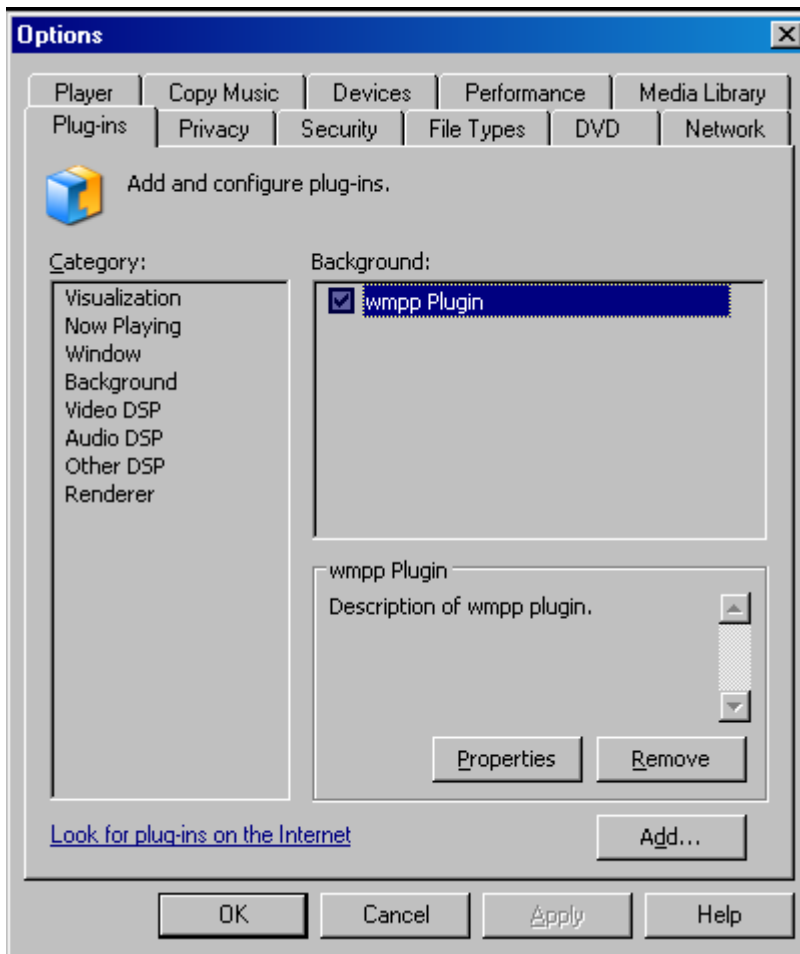 Options
Player Copy Music Devices Performance Media Library
Plug-ins Privacy Security File Types DVD Network
Add and configure plug-ins.
Category:
Visualization
Now Playing
Window
Background
Video DSP
Audio DSP
Other DSP
Renderer
Background:
wmpp Plugin
wmpp Plugin
Description of wmpp plugin.
Properties Remove
Look for plug-ins on the Internet
Add...
OK Cancel Apply Help